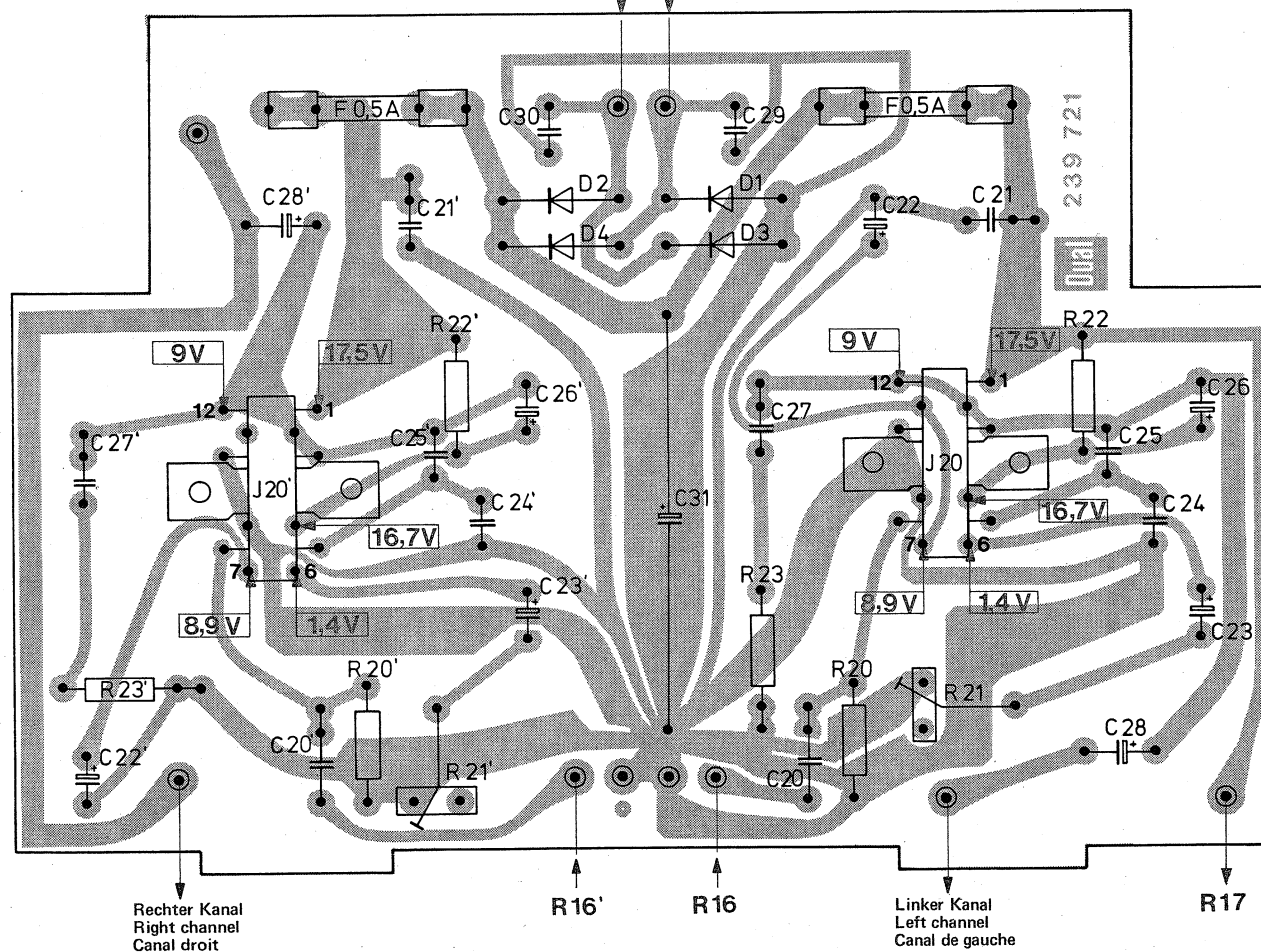 F 0,5A
F 0,5A
C30
C29
239 721
C28'
C21'
D2
D1
C22
C21
D4
D3
dual
R22'
R22
9V
17,5V
9V
17,5V
12
1
12
1
C26'
C26
C27'
C25'
C27
C25
J20'
J20
C24'
C31
C24
16,7V
16,7V
7
6
7
6
C23'
R23
8,9V
1,4V
8,9V
1,4V
C23
R23'
R20'
R20
R21
C22'
C20'
R21'
C20
C28
R16'
R16
R17
Rechter Kanal
Right channel
Canal droit
Linker Kanal
Left channel
Canal de gauche